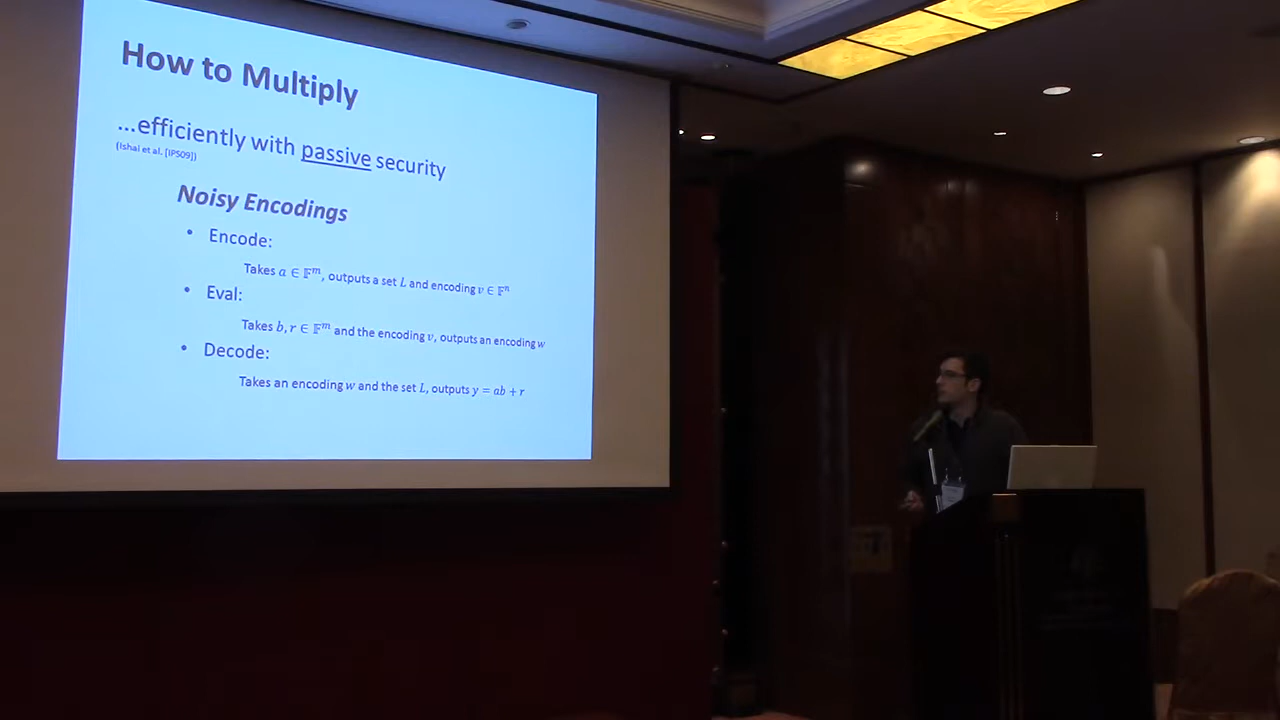 How to Multiply
...efficiently with passive security
(Ishai et al. [IPS09])
Noisy Encodings
• Encode:
Takes a ∈ 𝔽ᵐ, outputs a set L and encoding v ∈ 𝔽ⁿ
• Eval:
Takes b, r ∈ 𝔽ᵐ and the encoding v, outputs an encoding w
• Decode:
Takes an encoding w and the set L, outputs y = ab + r